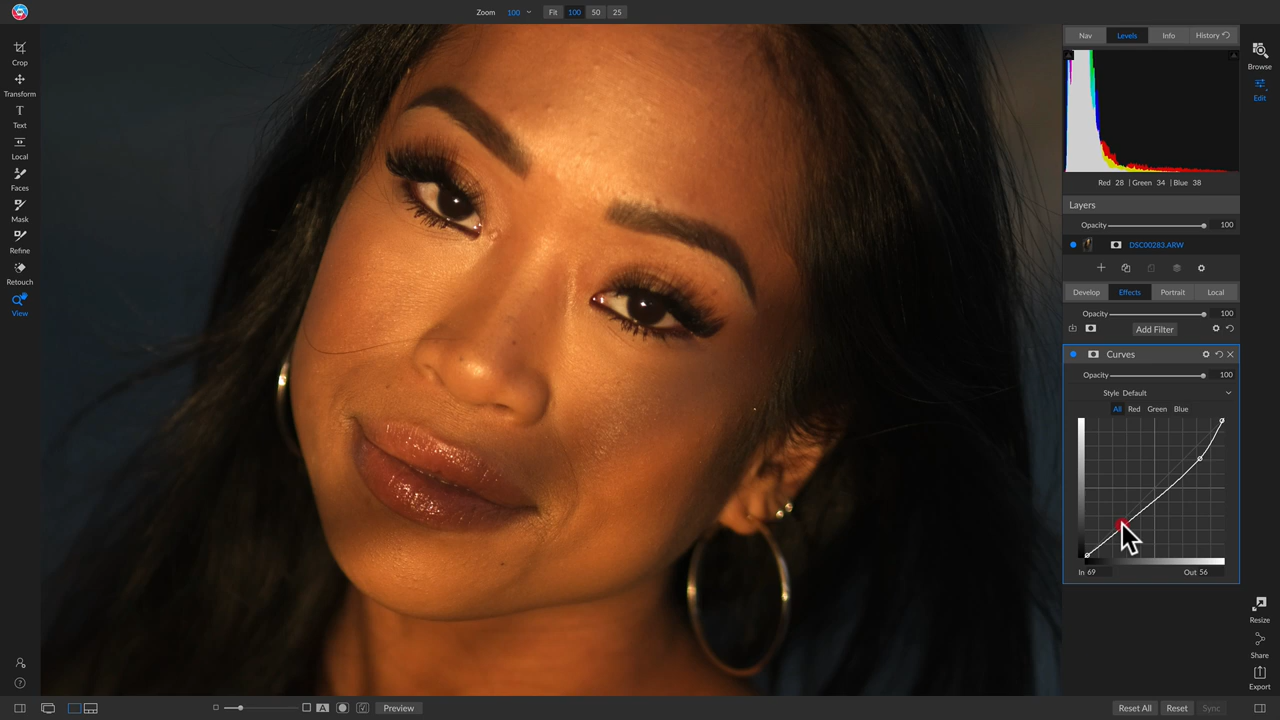 Zoom 100 Fit 100 50 25
Crop
Transform
Text
Local
Faces
Mask
Refine
Retouch
View
Nav Levels Info History
Red 28 | Green 34 | Blue 38
Layers
Opacity 100
DSC00283.ARW
Develop Effects Portrait Local
Opacity 100
Add Filter
Curves
Opacity 100
Style Default
All Red Green Blue
In 69 Out 56
Browse
Edit
Resize
Share
Export
A Preview Reset All Reset Sync